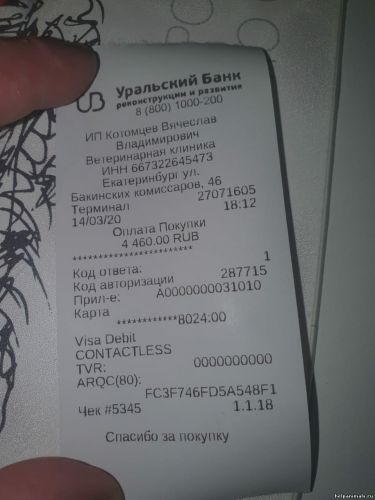 UB Уральский Банк
реконструкции и развития
8 (800) 1000-200
ИП Котомцев Вячеслав
Владимирович
Ветеринарная клиника
ИНН 667322645473
Екатеринбург ул.
Бакинских комиссаров, 46
Терминал 27071605
14/03/20 18:12
Оплата Покупки
4 460.00 RUB
*************************
Код ответа: 1
Код авторизации 287715
Прил-е: A0000000031010
Карта
************8024:00
Visa Debit
CONTACTLESS
TVR: 0000000000
ARQC(80):
FC3F746FD5A548F1
Чек #5345 1.1.18
Спасибо за покупку
helpanimals.ru